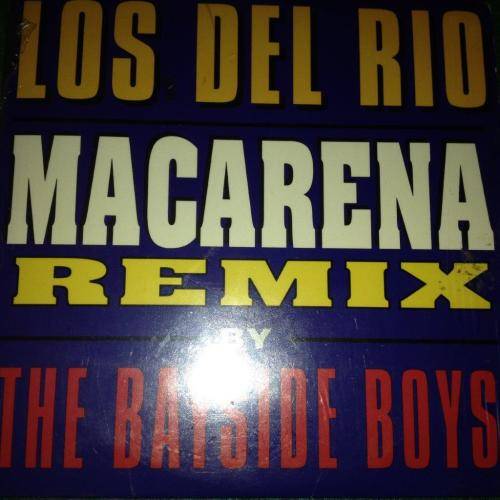 LOS DEL RIO
MACARENA
REMIX
BY
THE BAYSIDE BOYS